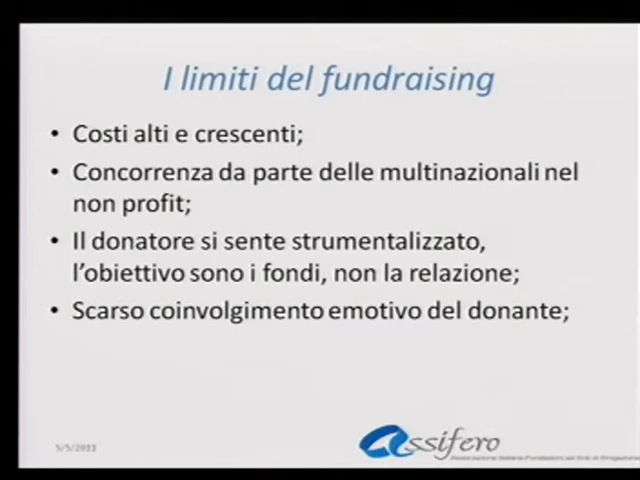 I limiti del fundraising
• Costi alti e crescenti;
• Concorrenza da parte delle multinazionali nel
non profit;
• Il donatore si sente strumentalizzato,
l'obiettivo sono i fondi, non la relazione;
• Scarso coinvolgimento emotivo del donante;
Assifero